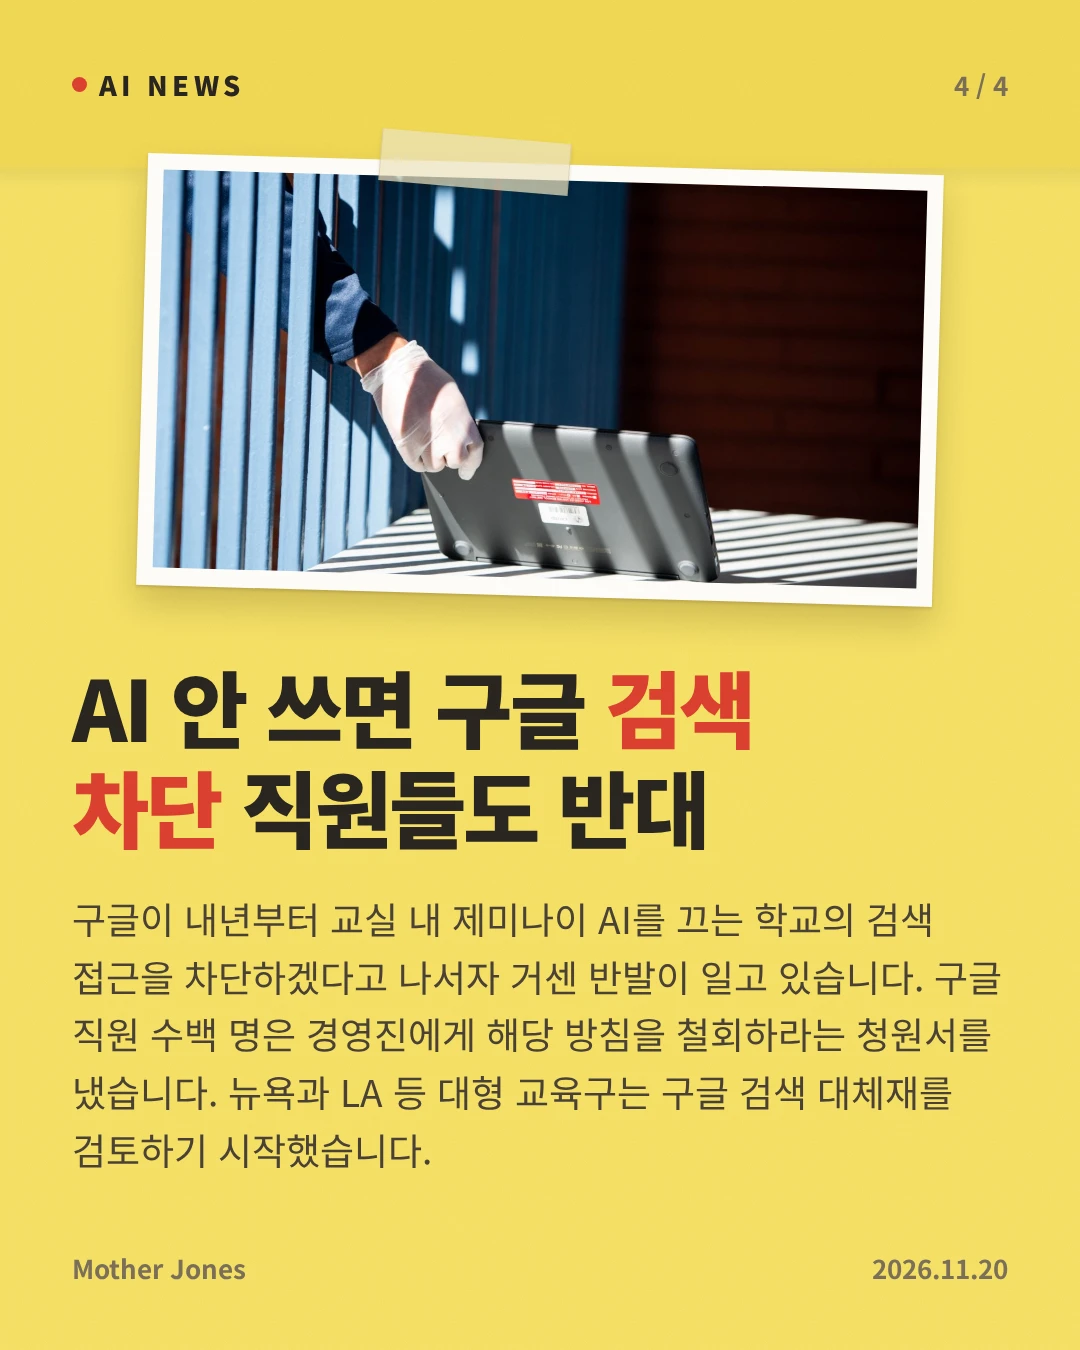 AI NEWS
4 / 4
AI 안 쓰면 구글 검색
차단 직원들도 반대
구글이 내년부터 교실 내 제미나이 AI를 끄는 학교의 검색
접근을 차단하겠다고 나서자 거센 반발이 일고 있습니다. 구글
직원 수백 명은 경영진에게 해당 방침을 철회하라는 청원서를
냈습니다. 뉴욕과 LA 등 대형 교육구는 구글 검색 대체재를
검토하기 시작했습니다.
Mother Jones
2026.11.20